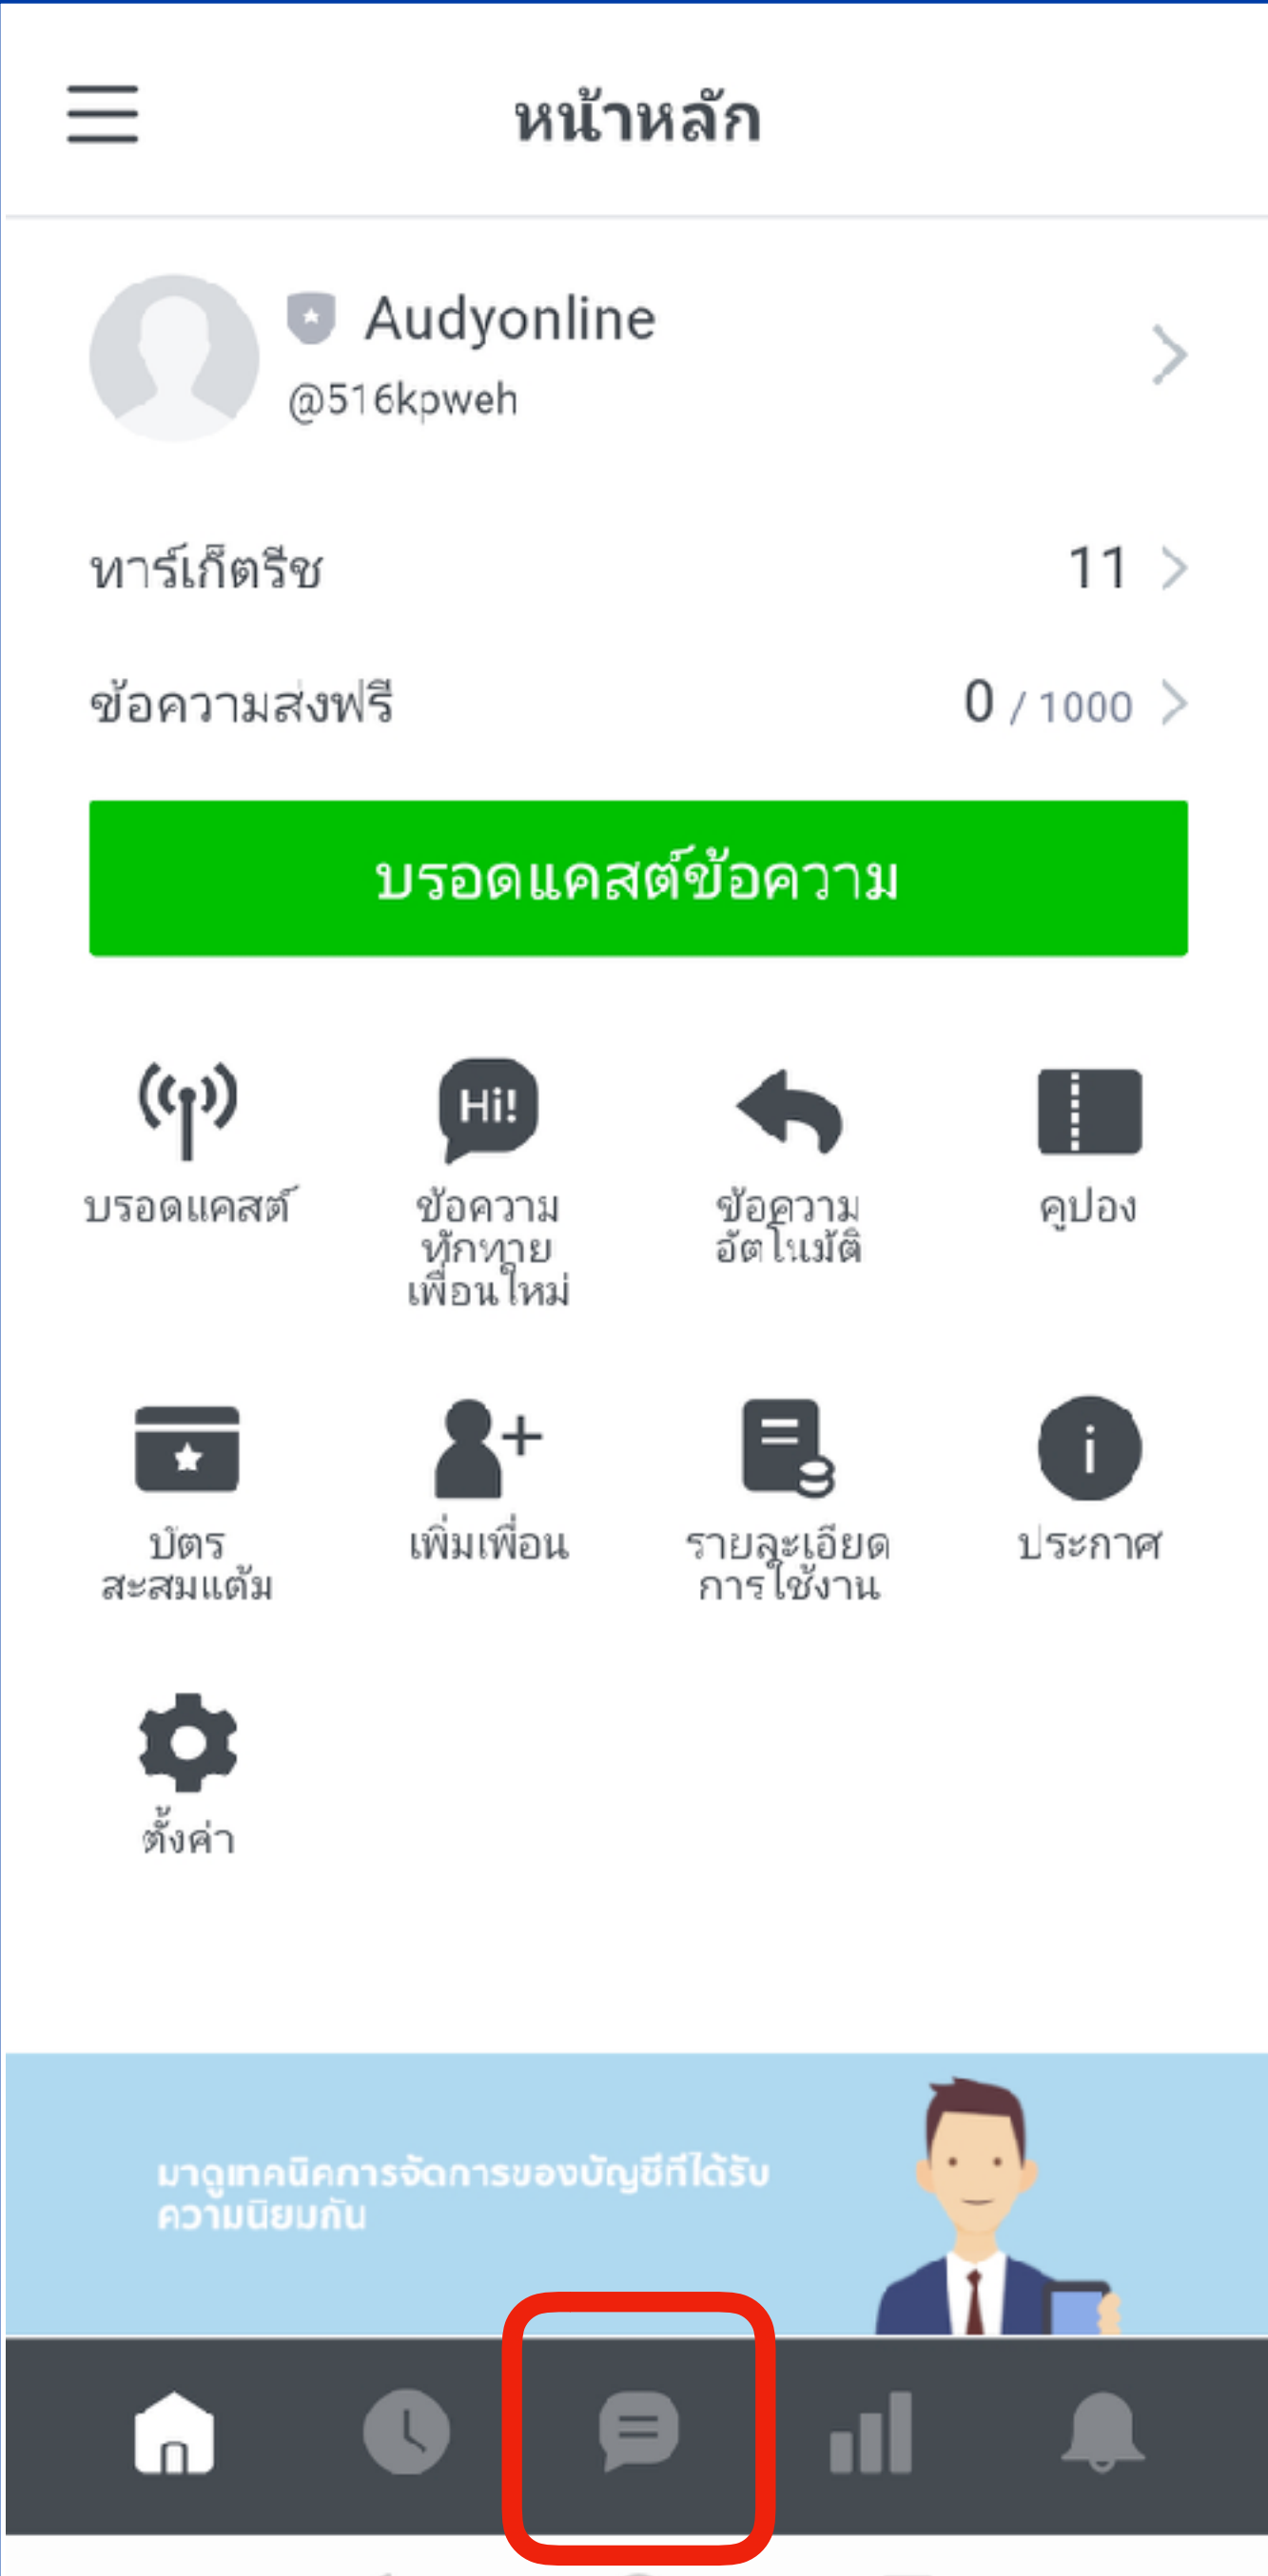 หน้าหลัก
Audyonline
@516kpweh
ทาร์เก็ตรีช 11
ข้อความส่งฟรี 0 / 1000
บรอดแคสต์ข้อความ
บรอดแคสต์
Hi!
ข้อความ
ทักทาย
เพื่อนใหม่
ข้อความ
อัตโนมัติ
คูปอง
บัตร
สะสมแต้ม
เพิ่มเพื่อน
รายละเอียด
การใช้งาน
ประกาศ
ตั้งค่า
มาดูเทคนิคการจัดการของบัญชีที่ได้รับ
ความนิยมกัน